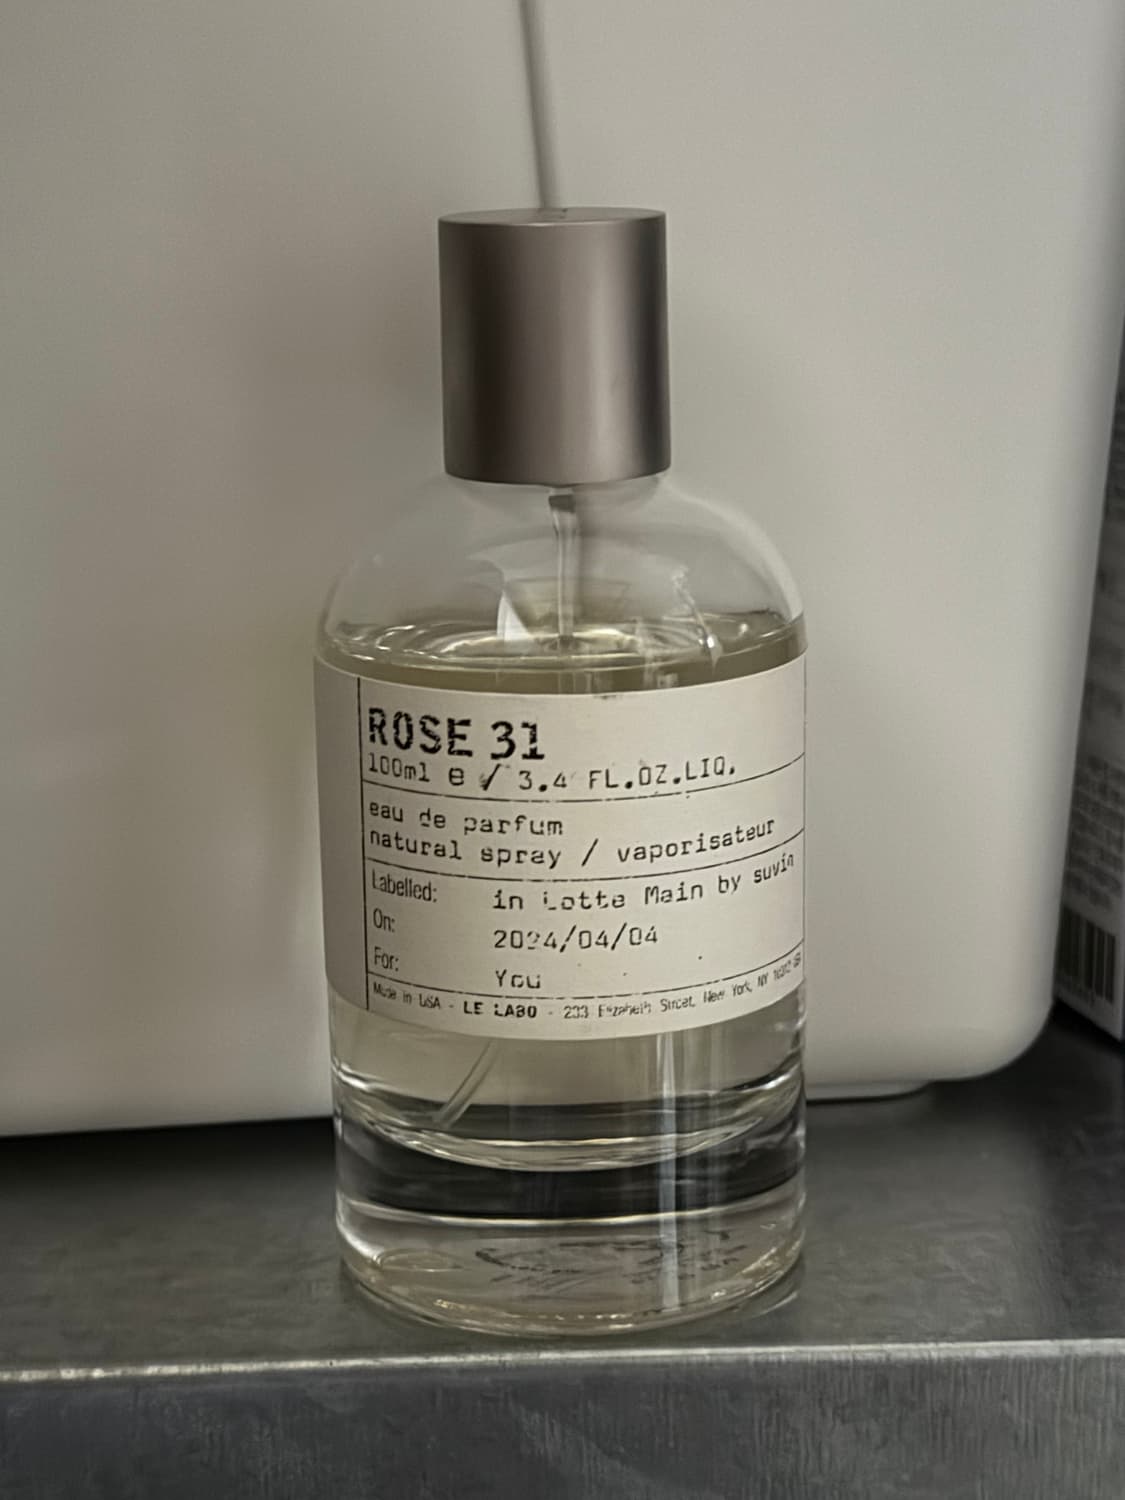 ROSE 31
100ml e / 3.4 FL.OZ.LIQ.
eau de parfum
natural spray / vaporisateur
Labelled: in Lotte Main by suvin
On: 2024/04/04
For: You
Made in USA - LE LABO - 233 Elizabeth Street, New York, NY